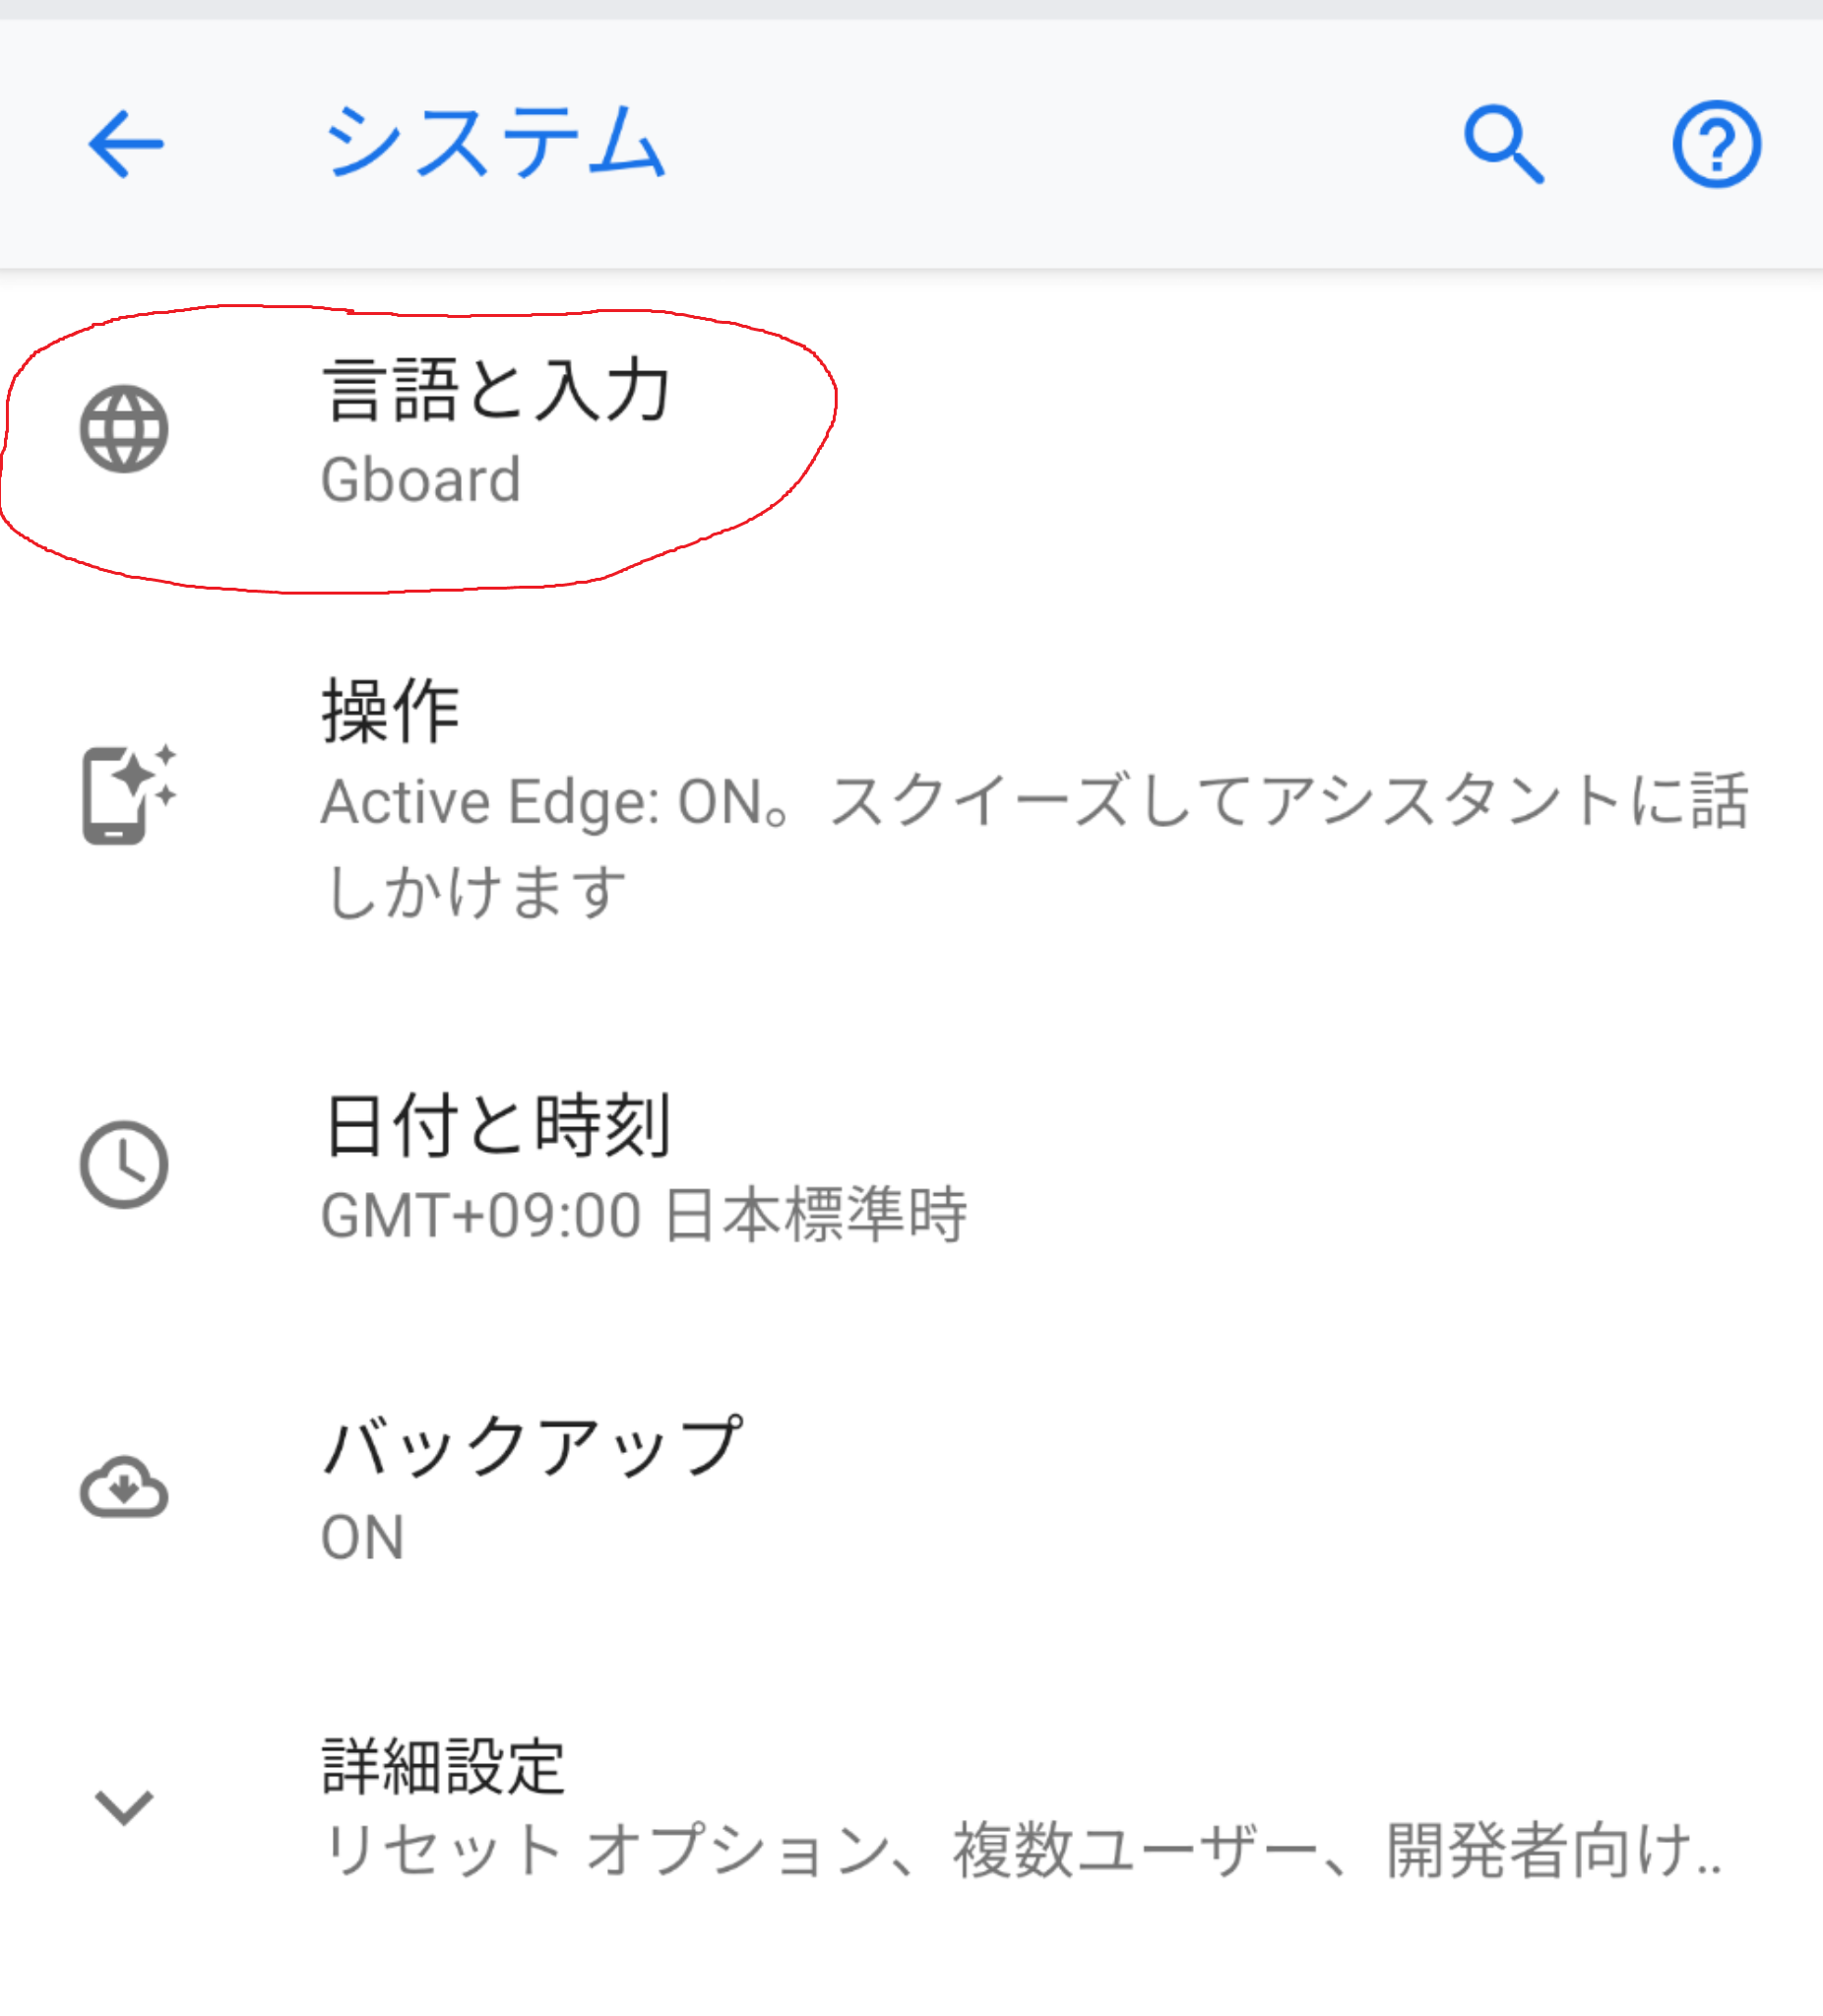 システム
言語と入力
Gboard
操作
Active Edge: ON。 スクイーズしてアシスタントに話
しかけます
日付と時刻
GMT+09:00 日本標準時
バックアップ
ON
詳細設定
リセット オプション、複数ユーザー、開発者向け..